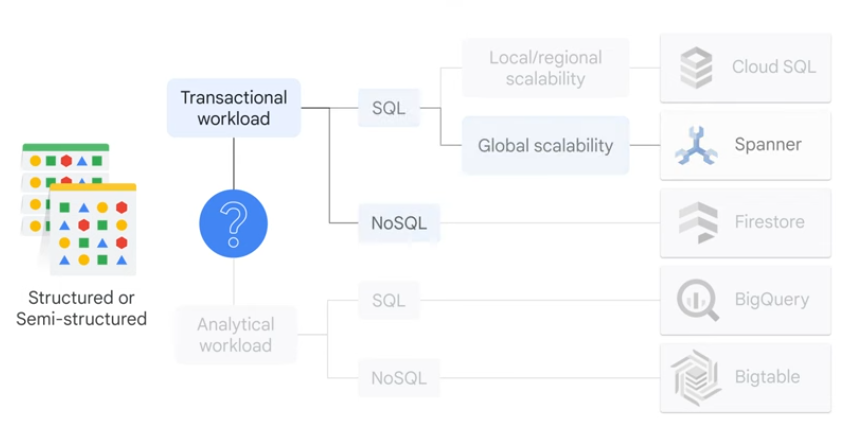 Local/regional
scalability
Cloud SQL
Transactional
workload
SQL
Global scalability
Spanner
?
NoSQL
Firestore
Structured or
Semi-structured
Analytical
workload
SQL
BigQuery
NoSQL
Bigtable